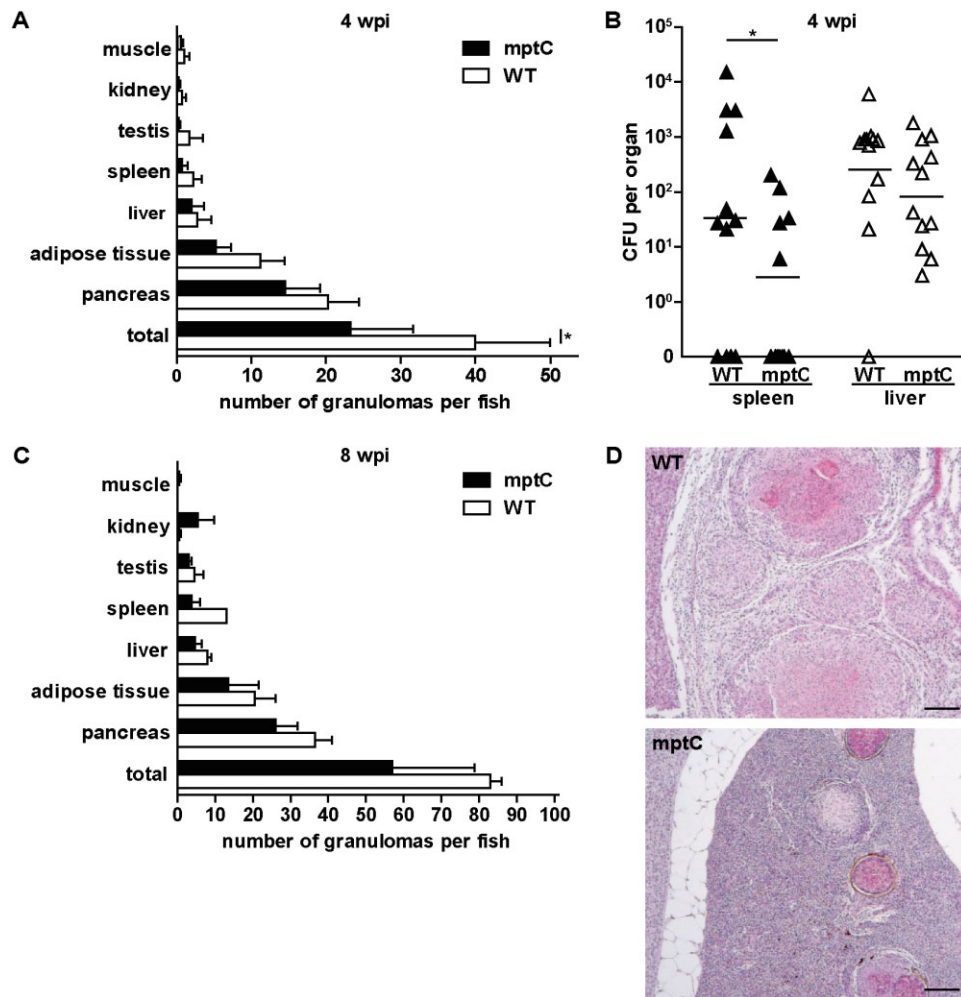 A
4 wpi
mptC
WT
muscle
kidney
testis
spleen
liver
adipose tissue
pancreas
total
*
0 10 20 30 40 50
number of granulomas per fish
B
4 wpi
*
CFU per organ
10⁵
10⁴
10³
10²
10¹
10⁰
0
WT mptC WT mptC
spleen liver
C
8 wpi
mptC
WT
muscle
kidney
testis
spleen
liver
adipose tissue
pancreas
total
0 10 20 30 40 50 60 70 80 90 100
number of granulomas per fish
D
WT
mptC